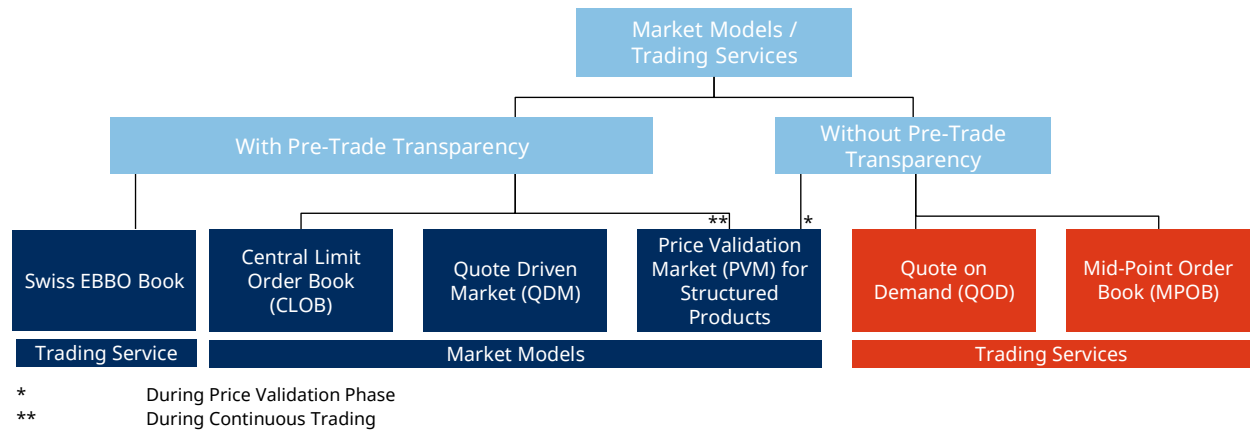 Market Models /
Trading Services
With Pre-Trade Transparency
Without Pre-Trade
Transparency
**
*
Swiss EBBO Book
Central Limit
Order Book
(CLOB)
Quote Driven
Market (QDM)
Price Validation
Market (PVM) for
Structured
Products
Quote on
Demand (QOD)
Mid-Point Order
Book (MPOB)
Trading Service
Market Models
Trading Services
* During Price Validation Phase
** During Continuous Trading